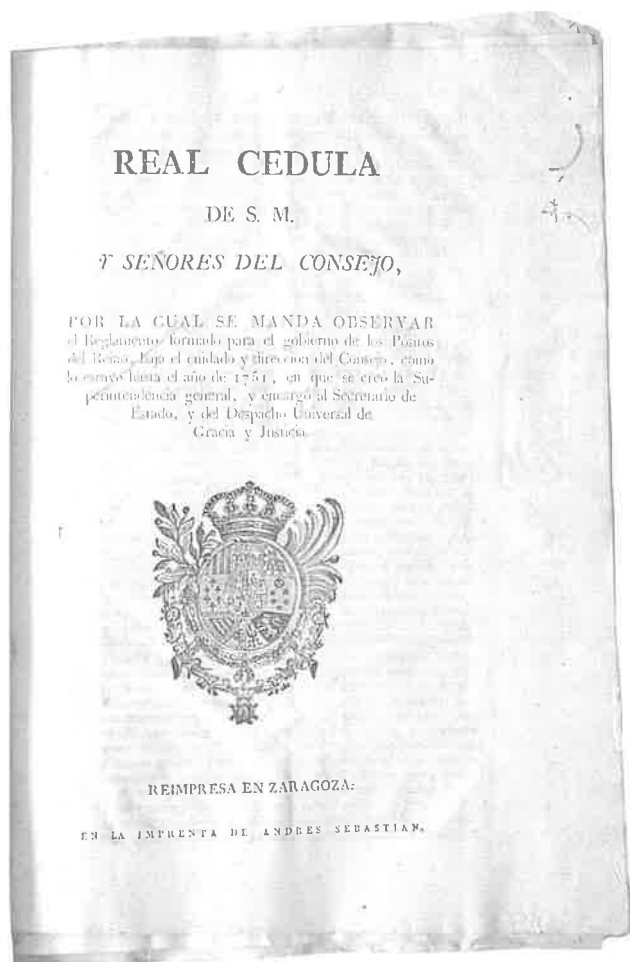 REAL CEDULA
DE S. M.
Y SEÑORES DEL CONSEJO,
POR LA CUAL SE MANDA OBSERVAR
el Reglamento formado para el gobierno de los Positos
del Reino, bajo el cuidado y direccion del Consejo, como
lo estuvo hasta el año de 1751, en que se creó la Su-
perintendencia general, y encargó al Secretario de
Estado, y del Despacho Universal de
Gracia y Justicia.
REIMPRESA EN ZARAGOZA:
EN LA IMPRENTA DE ANDRES SEBASTIAN.